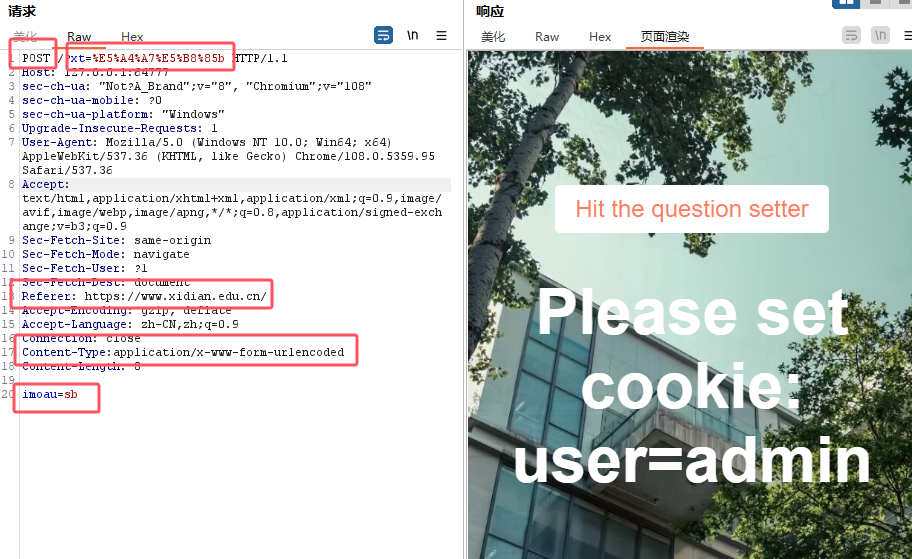 请求
美化
Raw
Hex
\n
1 POST /?xt=%E5%A4%A7%E5%B8%85b HTTP/1.1
2 Host: 127.0.0.1:64777
3 sec-ch-ua: "Not?A_Brand";v="8", "Chromium";v="108"
4 sec-ch-ua-mobile: ?0
5 sec-ch-ua-platform: "Windows"
6 Upgrade-Insecure-Requests: 1
7 User-Agent: Mozilla/5.0 (Windows NT 10.0; Win64; x64)
AppleWebKit/537.36 (KHTML, like Gecko) Chrome/108.0.5359.95
Safari/537.36
8 Accept:
text/html,application/xhtml+xml,application/xml;q=0.9,image/
avif,image/webp,image/apng,*/*;q=0.8,application/signed-exch
ange;v=b3;q=0.9
9 Sec-Fetch-Site: same-origin
10 Sec-Fetch-Mode: navigate
11 Sec-Fetch-User: ?1
12 Sec-Fetch-Dest: document
13 Referer: https://www.xidian.edu.cn/
14 Accept-Encoding: gzip, deflate
15 Accept-Language: zh-CN,zh;q=0.9
16 Connection: close
17 Content-Type:application/x-www-form-urlencoded
18 Content-Length: 8
19
20 imoau=sb
响应
美化
Raw
Hex
页面渲染
\n
Hit the question setter
Please set
cookie:
user=admin